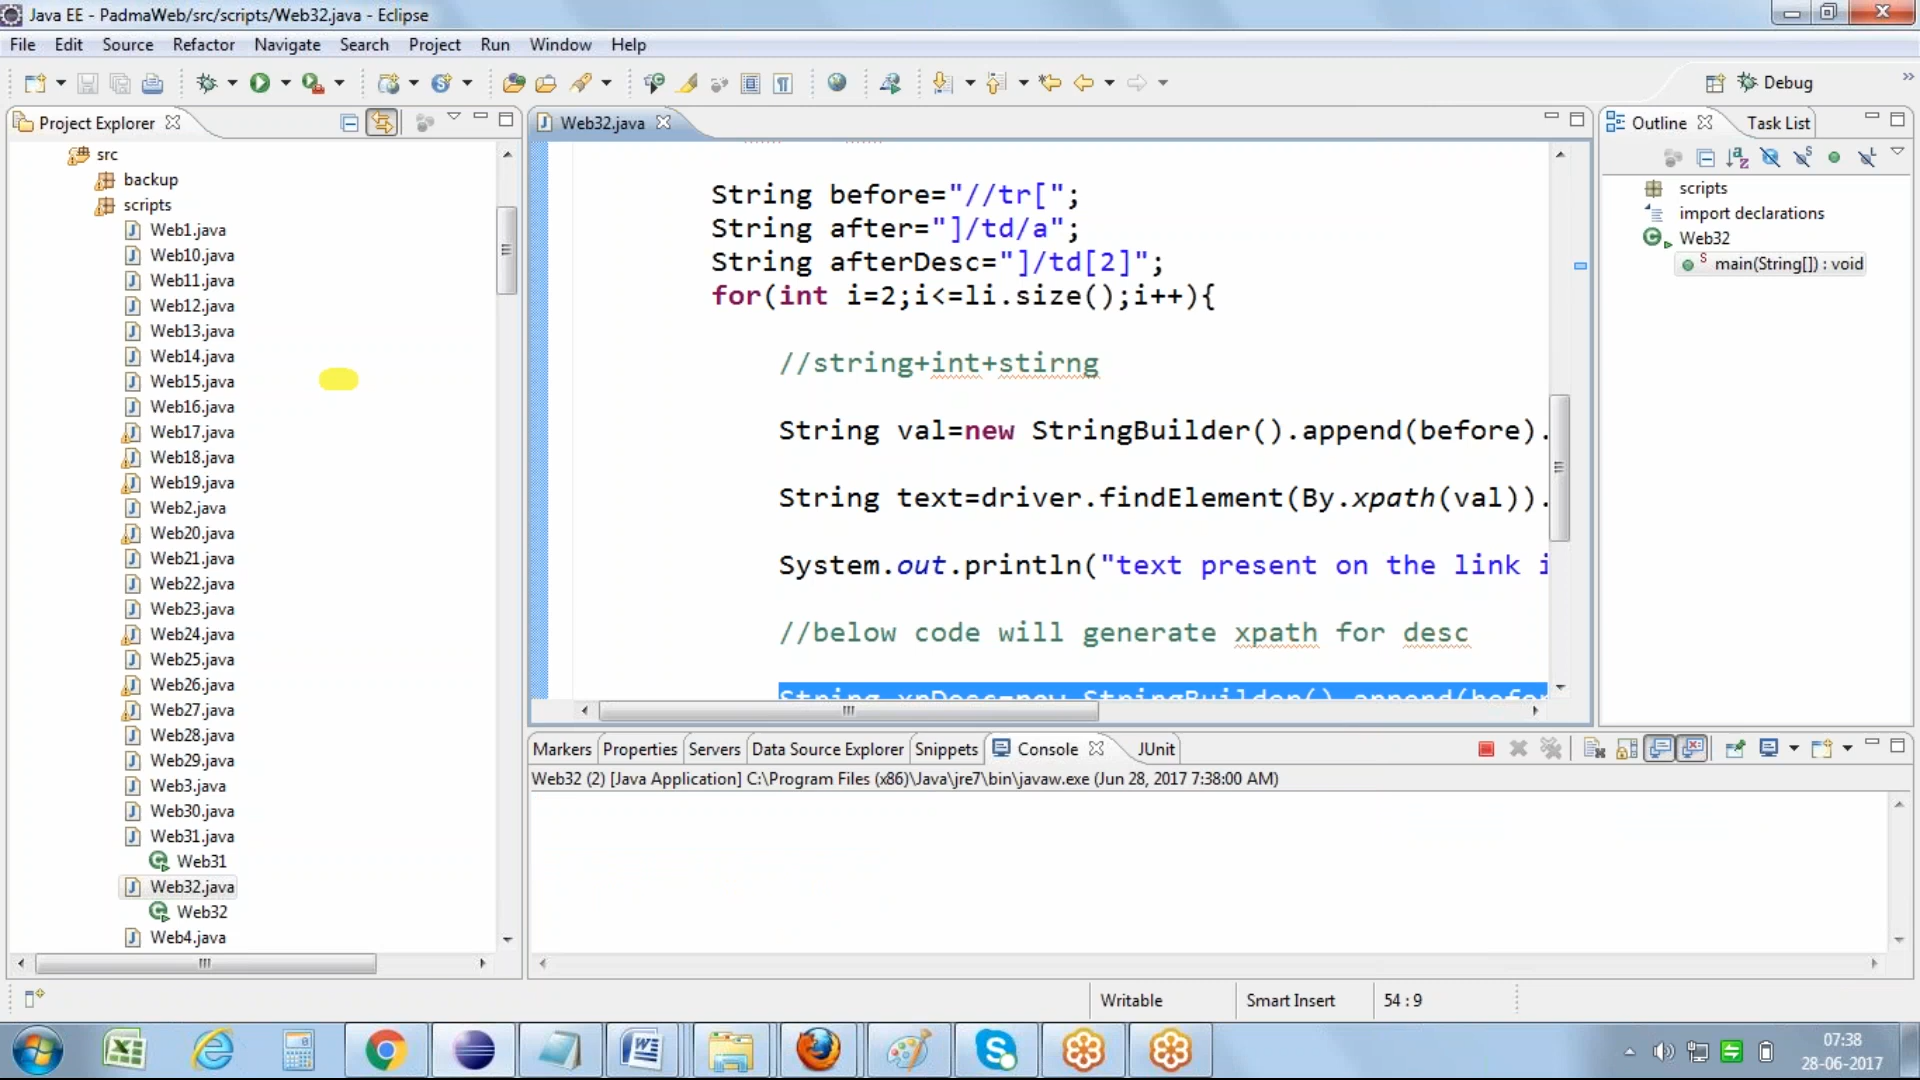 Java EE - PadmaWeb/src/scripts/Web32.java - Eclipse
File Edit Source Refactor Navigate Search Project Run Window Help
Debug
Project Explorer
Web32.java
Outline Task List
src
backup
scripts
Web1.java
Web10.java
Web11.java
Web12.java
Web13.java
Web14.java
Web15.java
Web16.java
Web17.java
Web18.java
Web19.java
Web2.java
Web20.java
Web21.java
Web22.java
Web23.java
Web24.java
Web25.java
Web26.java
Web27.java
Web28.java
Web29.java
Web3.java
Web30.java
Web31.java
Web31
Web32.java
Web32
Web4.java
String before="//tr[";
String after="]/td/a";
String afterDesc="]/td[2]";
for(int i=2;i<=li.size();i++){
//string+int+stirng
String val=new StringBuilder().append(before).
String text=driver.findElement(By.xpath(val)).
System.out.println("text present on the link i
//below code will generate xpath for desc
String xpDesc=new StringBuilder().append(befor
scripts
import declarations
Web32
main(String[]) : void
Markers Properties Servers Data Source Explorer Snippets Console JUnit
Web32 (2) [Java Application] C:\Program Files (x86)\Java\jre7\bin\javaw.exe (Jun 28, 2017 7:38:00 AM)
Writable Smart Insert 54 : 9
07:38
28-06-2017